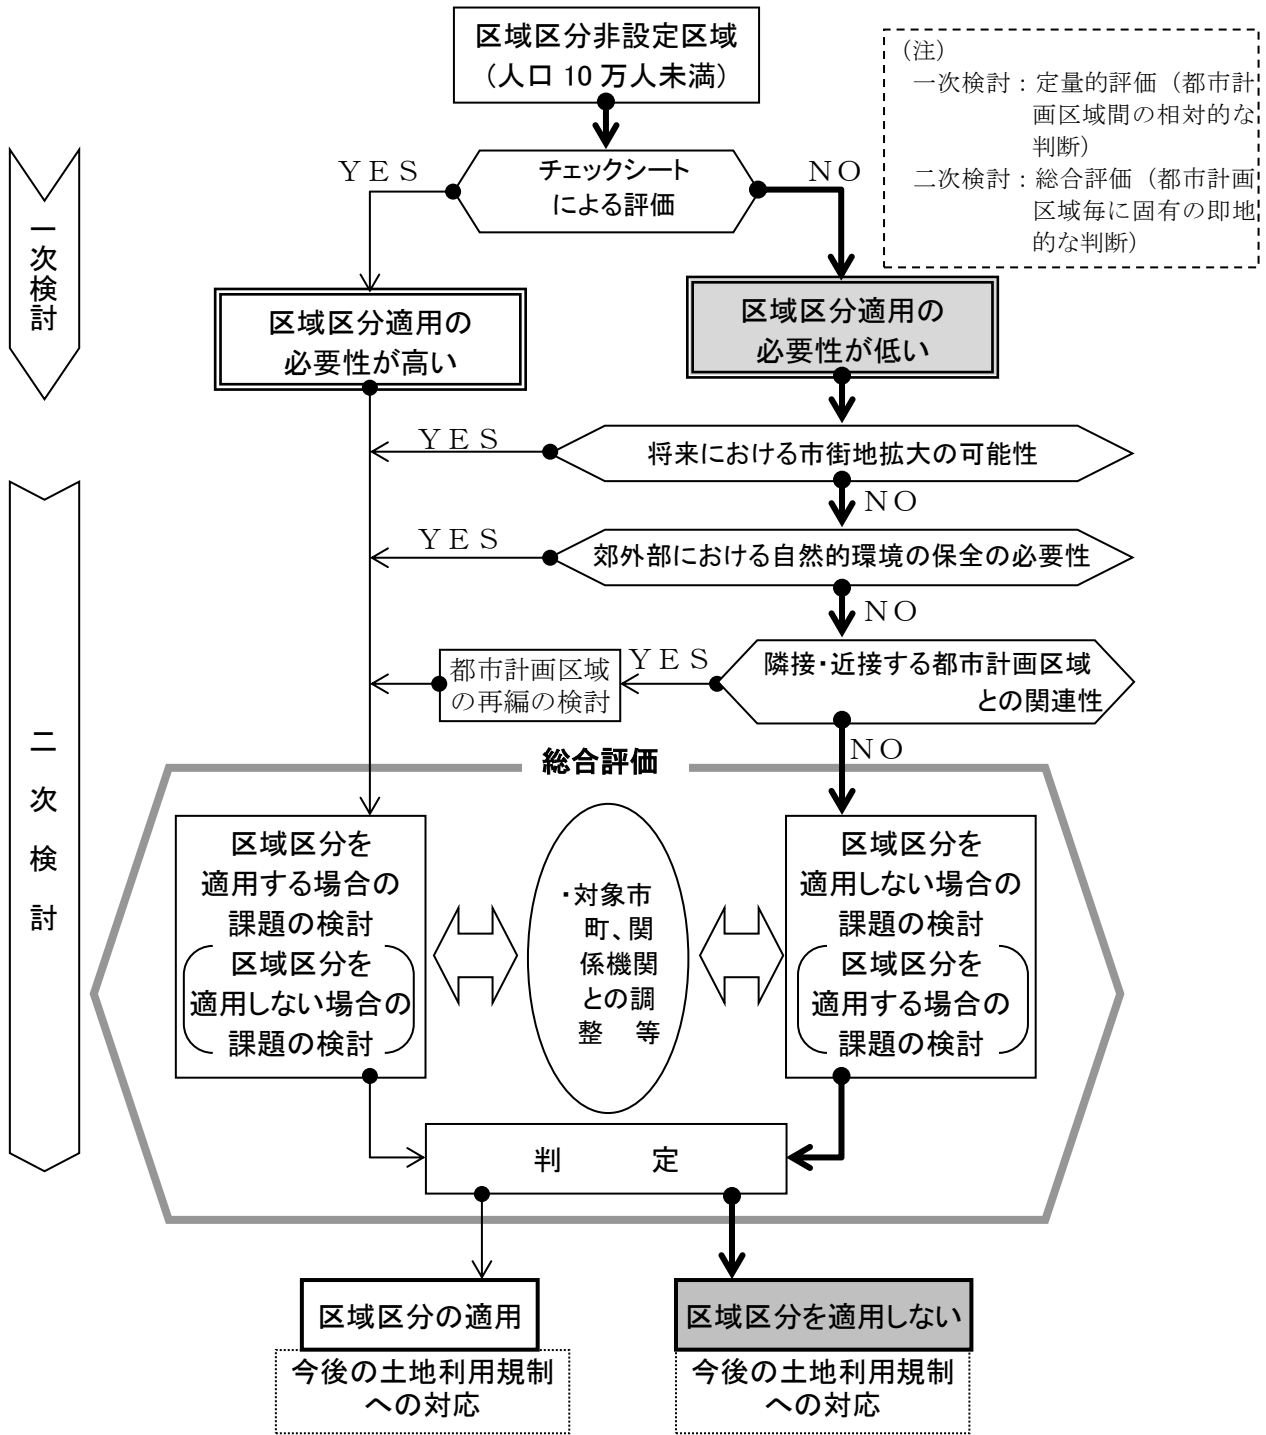 区域区分非設定区域
（人口 10 万人未満）
（注）
一次検討：定量的評価（都市計
画区域間の相対的な
判断）
二次検討：総合評価（都市計画
区域毎に固有の即地
的な判断）
一次検討
YES
チェックシート
による評価
NO
区域区分適用の
必要性が高い
区域区分適用の
必要性が低い
YES
将来における市街地拡大の可能性
NO
YES
郊外部における自然的環境の保全の必要性
NO
二次検討
都市計画区域
の再編の検討
YES
隣接・近接する都市計画区域
との関連性
NO
総合評価
区域区分を
適用する場合の
課題の検討
区域区分を
適用しない場合の
課題の検討
・対象市
町、関
係機関
との調
整 等
区域区分を
適用しない場合の
課題の検討
区域区分を
適用する場合の
課題の検討
判 定
区域区分の適用
今後の土地利用規制
への対応
区域区分を適用しない
今後の土地利用規制
への対応